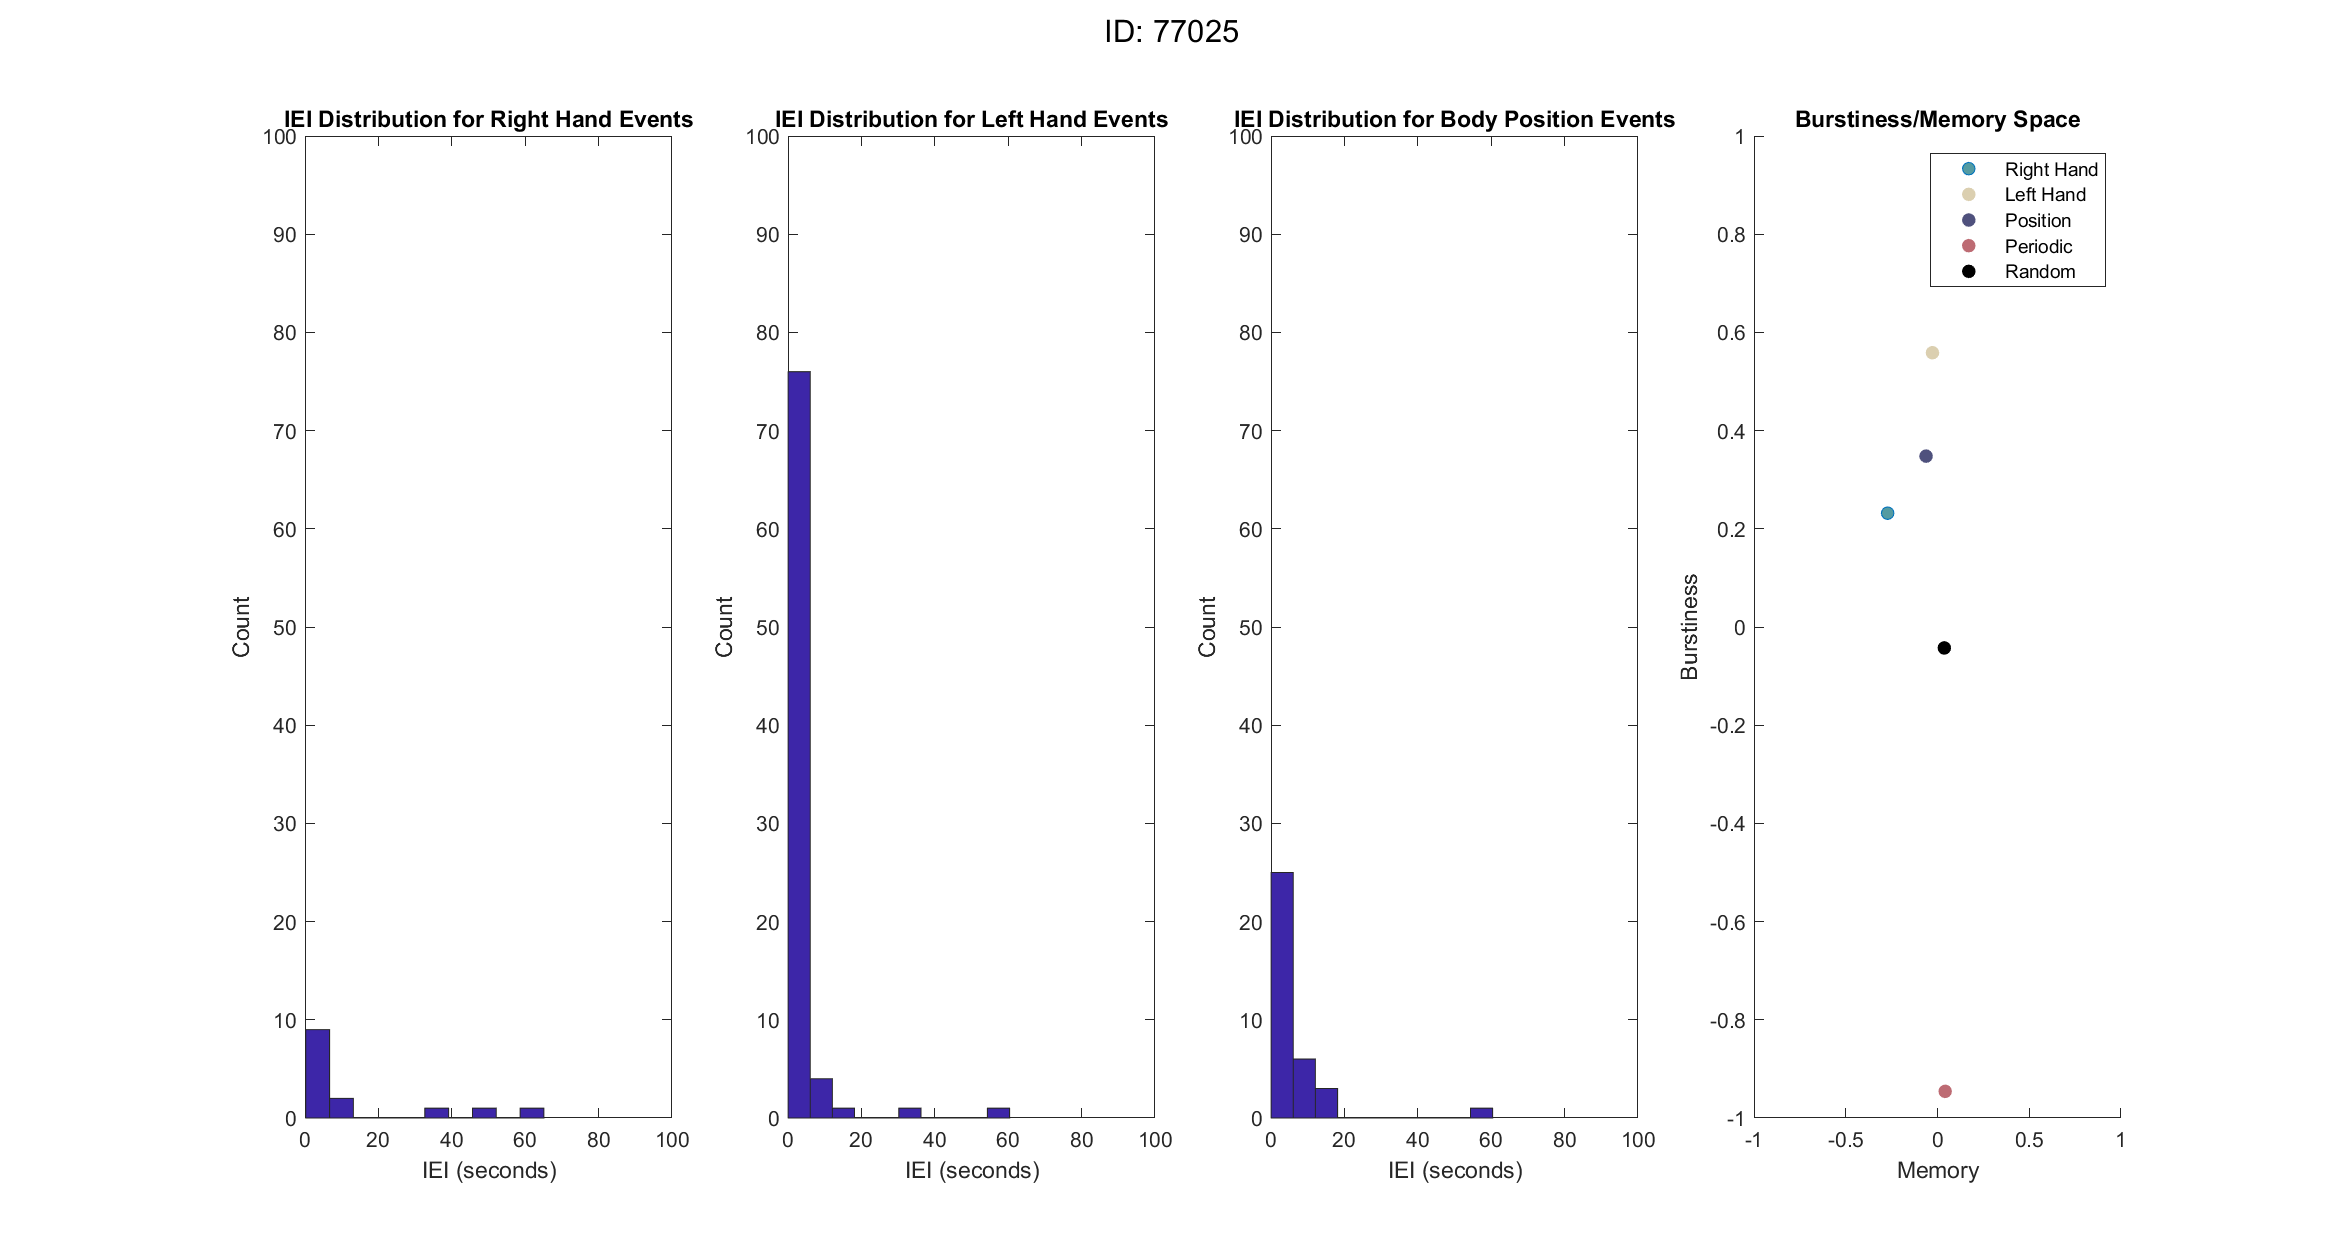 ID: 77025
IEI Distribution for Right Hand Events
100
90
80
70
60
50
40
30
20
10
0
Count
0 20 40 60 80 100
IEI (seconds)
IEI Distribution for Left Hand Events
100
90
80
70
60
50
40
30
20
10
0
Count
0 20 40 60 80 100
IEI (seconds)
IEI Distribution for Body Position Events
100
90
80
70
60
50
40
30
20
10
0
Count
0 20 40 60 80 100
IEI (seconds)
Burstiness/Memory Space
1
0.8
0.6
0.4
0.2
0
-0.2
-0.4
-0.6
-0.8
-1
Burstiness
Right Hand
Left Hand
Position
Periodic
Random
-1 -0.5 0 0.5 1
Memory